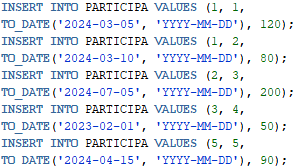 INSERT INTO PARTICIPA VALUES (1, 1,
TO_DATE('2024-03-05', 'YYYY-MM-DD'), 120);
INSERT INTO PARTICIPA VALUES (1, 2,
TO_DATE('2024-03-10', 'YYYY-MM-DD'), 80);
INSERT INTO PARTICIPA VALUES (2, 3,
TO_DATE('2024-07-05', 'YYYY-MM-DD'), 200);
INSERT INTO PARTICIPA VALUES (3, 4,
TO_DATE('2023-02-01', 'YYYY-MM-DD'), 50);
INSERT INTO PARTICIPA VALUES (5, 5,
TO_DATE('2024-04-15', 'YYYY-MM-DD'), 90);